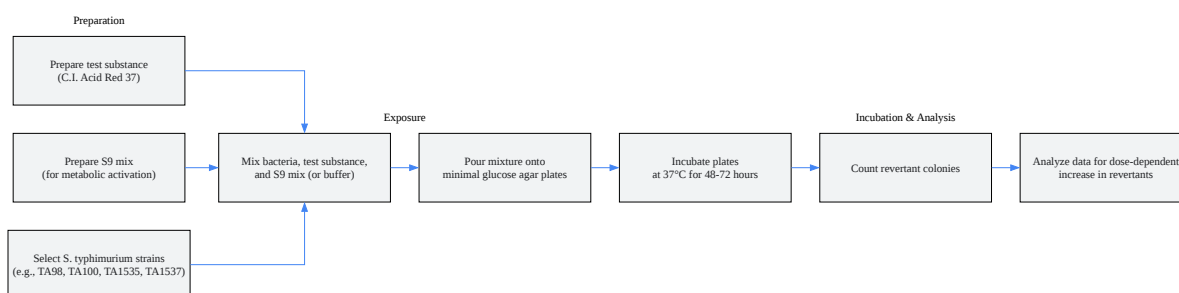 Preparation
Prepare test substance
(C.I. Acid Red 37)
Exposure
Incubation & Analysis
Prepare S9 mix
(for metabolic activation)
Mix bacteria, test substance,
and S9 mix (or buffer)
Pour mixture onto
minimal glucose agar plates
Incubate plates
at 37°C for 48-72 hours
Count revertant colonies
Analyze data for dose-dependent
increase in revertants
Select S. typhimurium strains
(e.g., TA98, TA100, TA1535, TA1537)